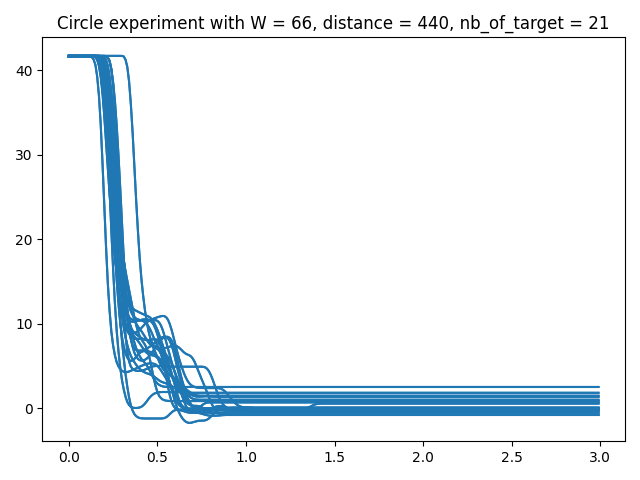 Circle experiment with W = 66, distance = 440, nb_of_target = 21
40
30
20
10
0
0.0 0.5 1.0 1.5 2.0 2.5 3.0